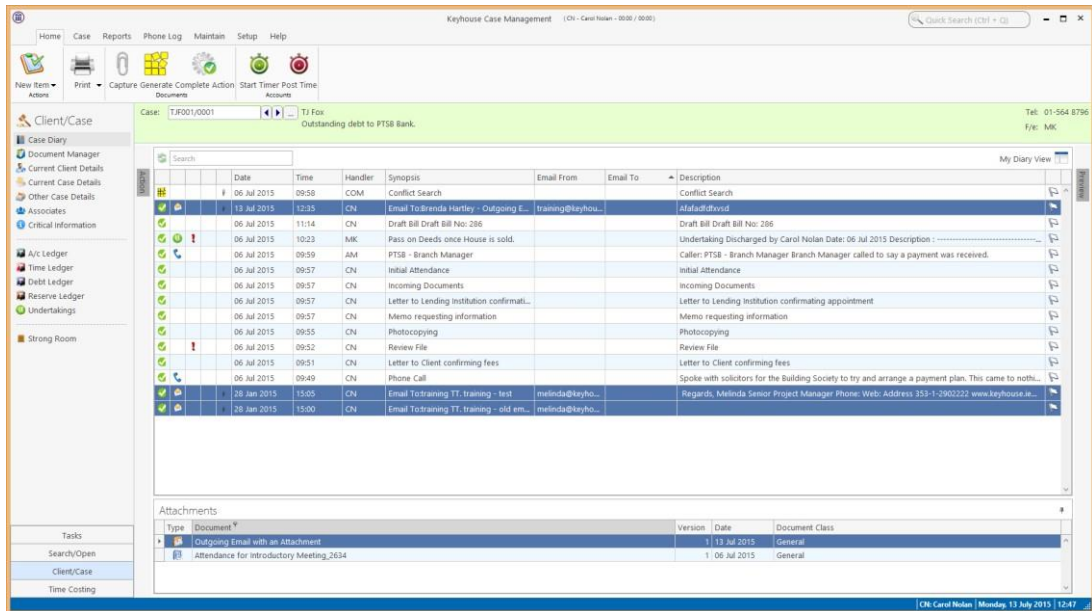 Keyhouse Case Management (CN - Carol Nolan - 00:00 / 00:00)
Quick Search (Ctrl + Q)
Home Case Reports Phone Log Maintain Setup Help
New Item Print Capture Generate Complete Action Start Timer Post Time
Actions Documents Accounts
Client/Case
Case: TJF001/0001 ... TJ Fox Tel: 01-564 8796
Outstanding debt to PTSB Bank. F/e: MK
Case Diary
Document Manager
Current Client Details
Current Case Details
Other Case Details
Associates
Critical Information
A/c Ledger
Time Ledger
Debt Ledger
Reserve Ledger
Undertakings
Strong Room
Action
Search My Diary View
Preview
Date Time Handler Synopsis Email From Email To Description
06 Jul 2015 09:58 COM Conflict Search Conflict Search
13 Jul 2015 12:35 CN Email To:Brenda Hartley - Outgoing E... training@keyhou... Afafadfdfxvsd
06 Jul 2015 11:14 CN Draft Bill Draft Bill No: 286 Draft Bill Draft Bill No: 286
06 Jul 2015 10:23 MK Pass on Deeds once House is sold. Undertaking Discharged by Carol Nolan Date: 06 Jul 2015 Description : --------------------------------...
06 Jul 2015 09:59 AM PTSB - Branch Manager Caller: PTSB - Branch Manager Branch Manager called to say a payment was received.
06 Jul 2015 09:57 CN Initial Attendance Initial Attendance
06 Jul 2015 09:57 CN Incoming Documents Incoming Documents
06 Jul 2015 09:57 CN Letter to Lending Institution confirmati... Letter to Lending Institution confirmating appointment
06 Jul 2015 09:57 CN Memo requesting information Memo requesting information
06 Jul 2015 09:55 CN Photocopying Photocopying
06 Jul 2015 09:52 CN Review File Review File
06 Jul 2015 09:51 CN Letter to Client confirming fees Letter to Client confirming fees
06 Jul 2015 09:49 CN Phone Call Spoke with solicitors for the Building Society to try and arrange a payment plan. This came to nothi...
28 Jan 2015 15:05 CN Email To:training TT. training - test melinda@keyho... Regards, Melinda Senior Project Manager Phone: Web: Address 353-1-2902222 www.keyhouse.ie...
28 Jan 2015 15:00 CN Email To:training TT. training - old em... melinda@keyho...
Attachments
Type Document Version Date Document Class
Outgoing Email with an Attachment 1 13 Jul 2015 General
Attendance for Introductory Meeting_2634 1 06 Jul 2015 General
Tasks
Search/Open
Client/Case
Time Costing
CN: Carol Nolan Monday, 13 July 2015 12:47